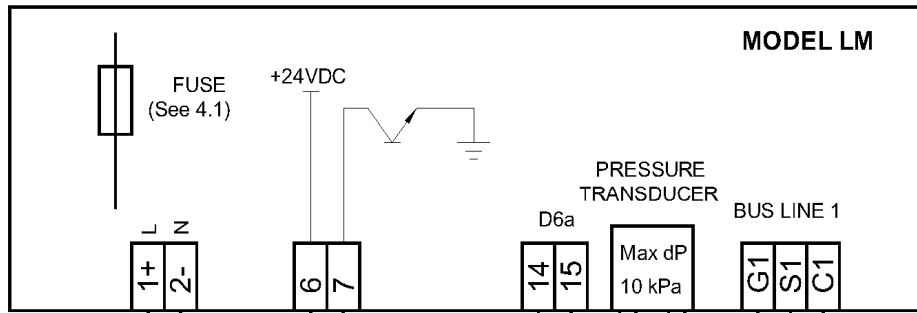 MODEL LM
FUSE
(See 4.1)
+24VDC
PRESSURE
TRANSDUCER
D6a
BUS LINE 1
L
N
Max dP
10 kPa
1+
2-
6
7
14
15
G1
S1
C1